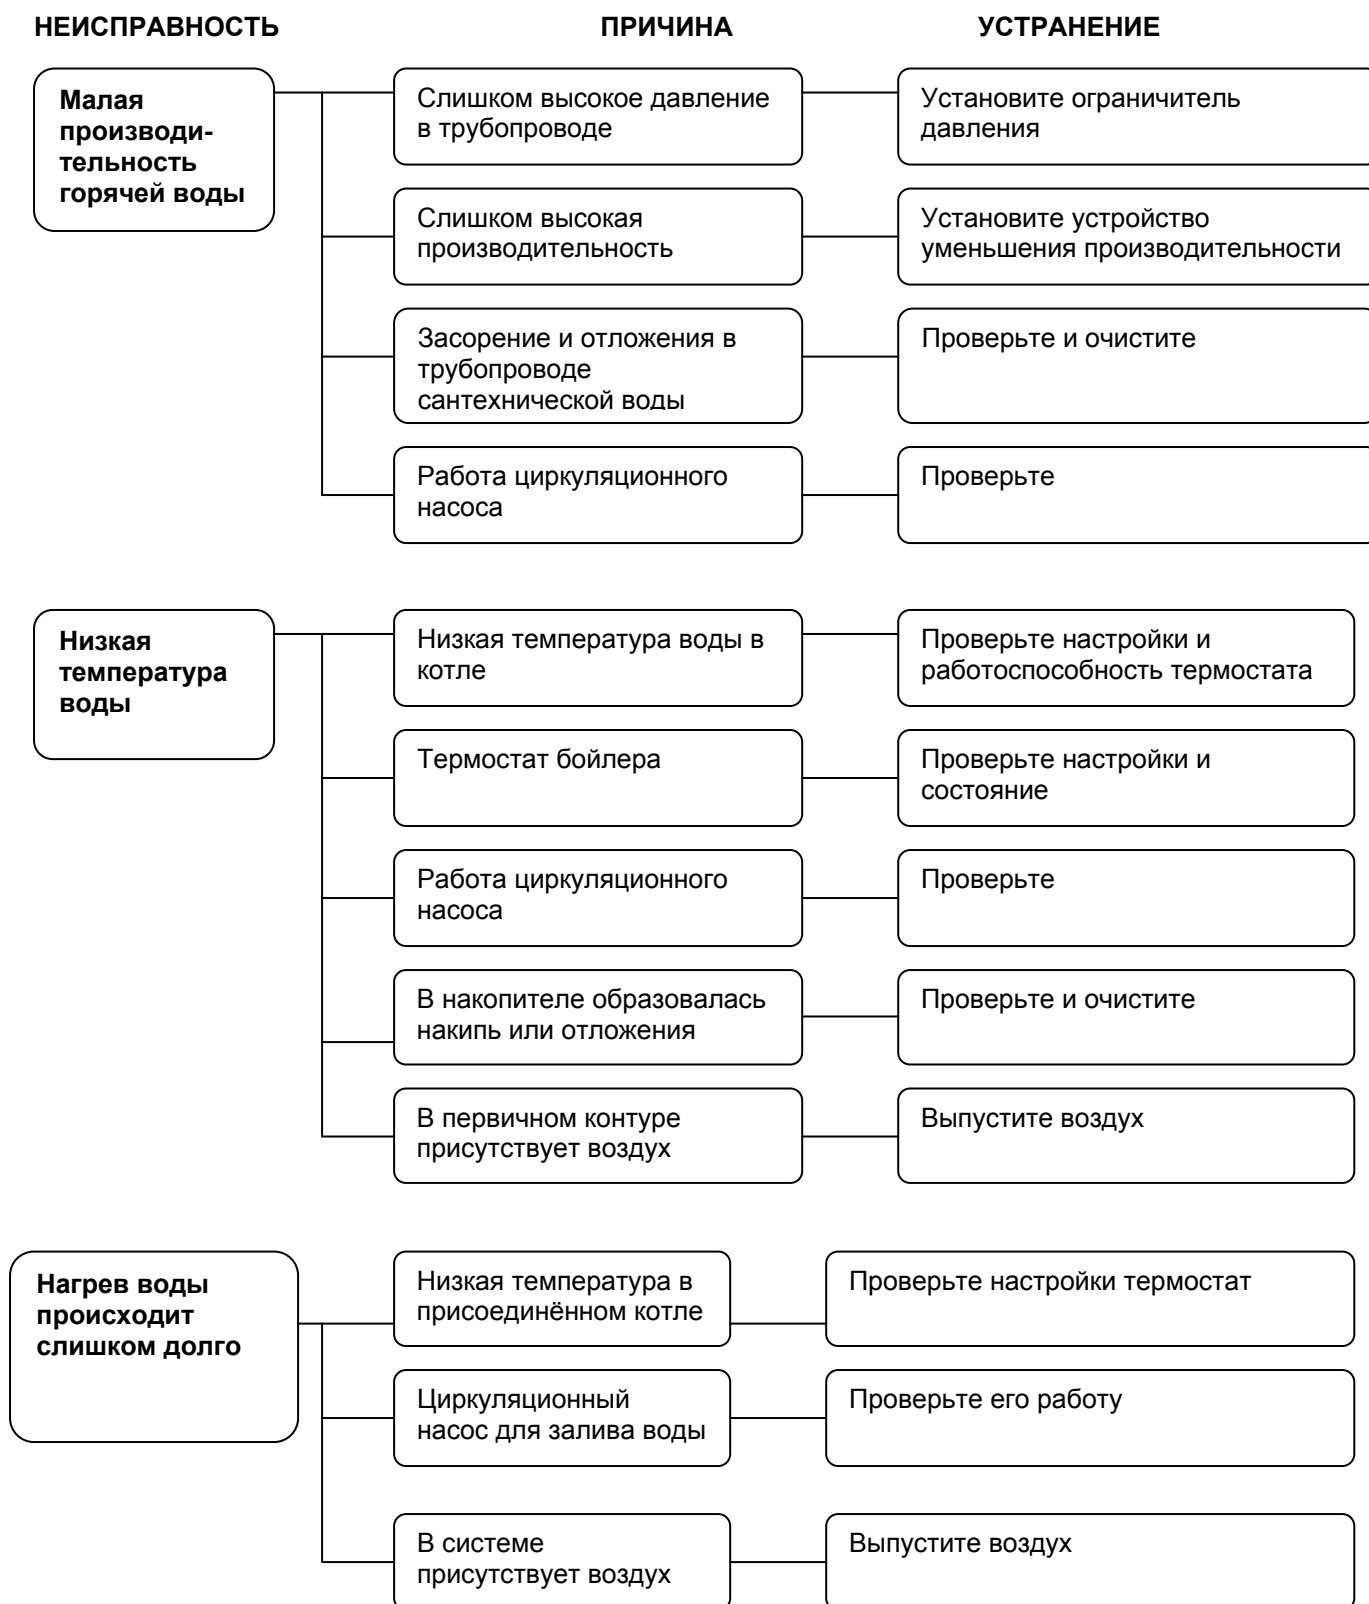 НЕИСПРАВНОСТЬ ПРИЧИНА УСТРАНЕНИЕ
Малая
производи-
тельность
горячей воды
Слишком высокое давление
в трубопроводе
Установите ограничитель
давления
Слишком высокая
производительность
Установите устройство
уменьшения производительности
Засорение и отложения в
трубопроводе
сантехнической воды
Проверьте и очистите
Работа циркуляционного
насоса
Проверьте
Низкая
температура
воды
Низкая температура воды в
котле
Проверьте настройки и
работоспособность термостата
Термостат бойлера
Проверьте настройки и
состояние
Работа циркуляционного
насоса
Проверьте
В накопителе образовалась
накипь или отложения
Проверьте и очистите
В первичном контуре
присутствует воздух
Выпустите воздух
Нагрев воды
происходит
слишком долго
Низкая температура в
присоединённом котле
Проверьте настройки термостат
Циркуляционный
насос для залива воды
Проверьте его работу
В системе
присутствует воздух
Выпустите воздух